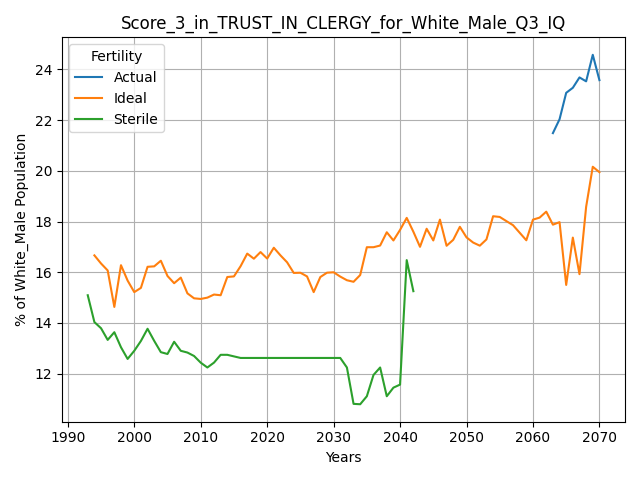 Score_3_in_TRUST_IN_CLERGY_for_White_Male_Q3_IQ
Fertility
Actual
Ideal
Sterile
% of White_Male Population
24
22
20
18
16
14
12
1990 2000 2010 2020 2030 2040 2050 2060 2070
Years